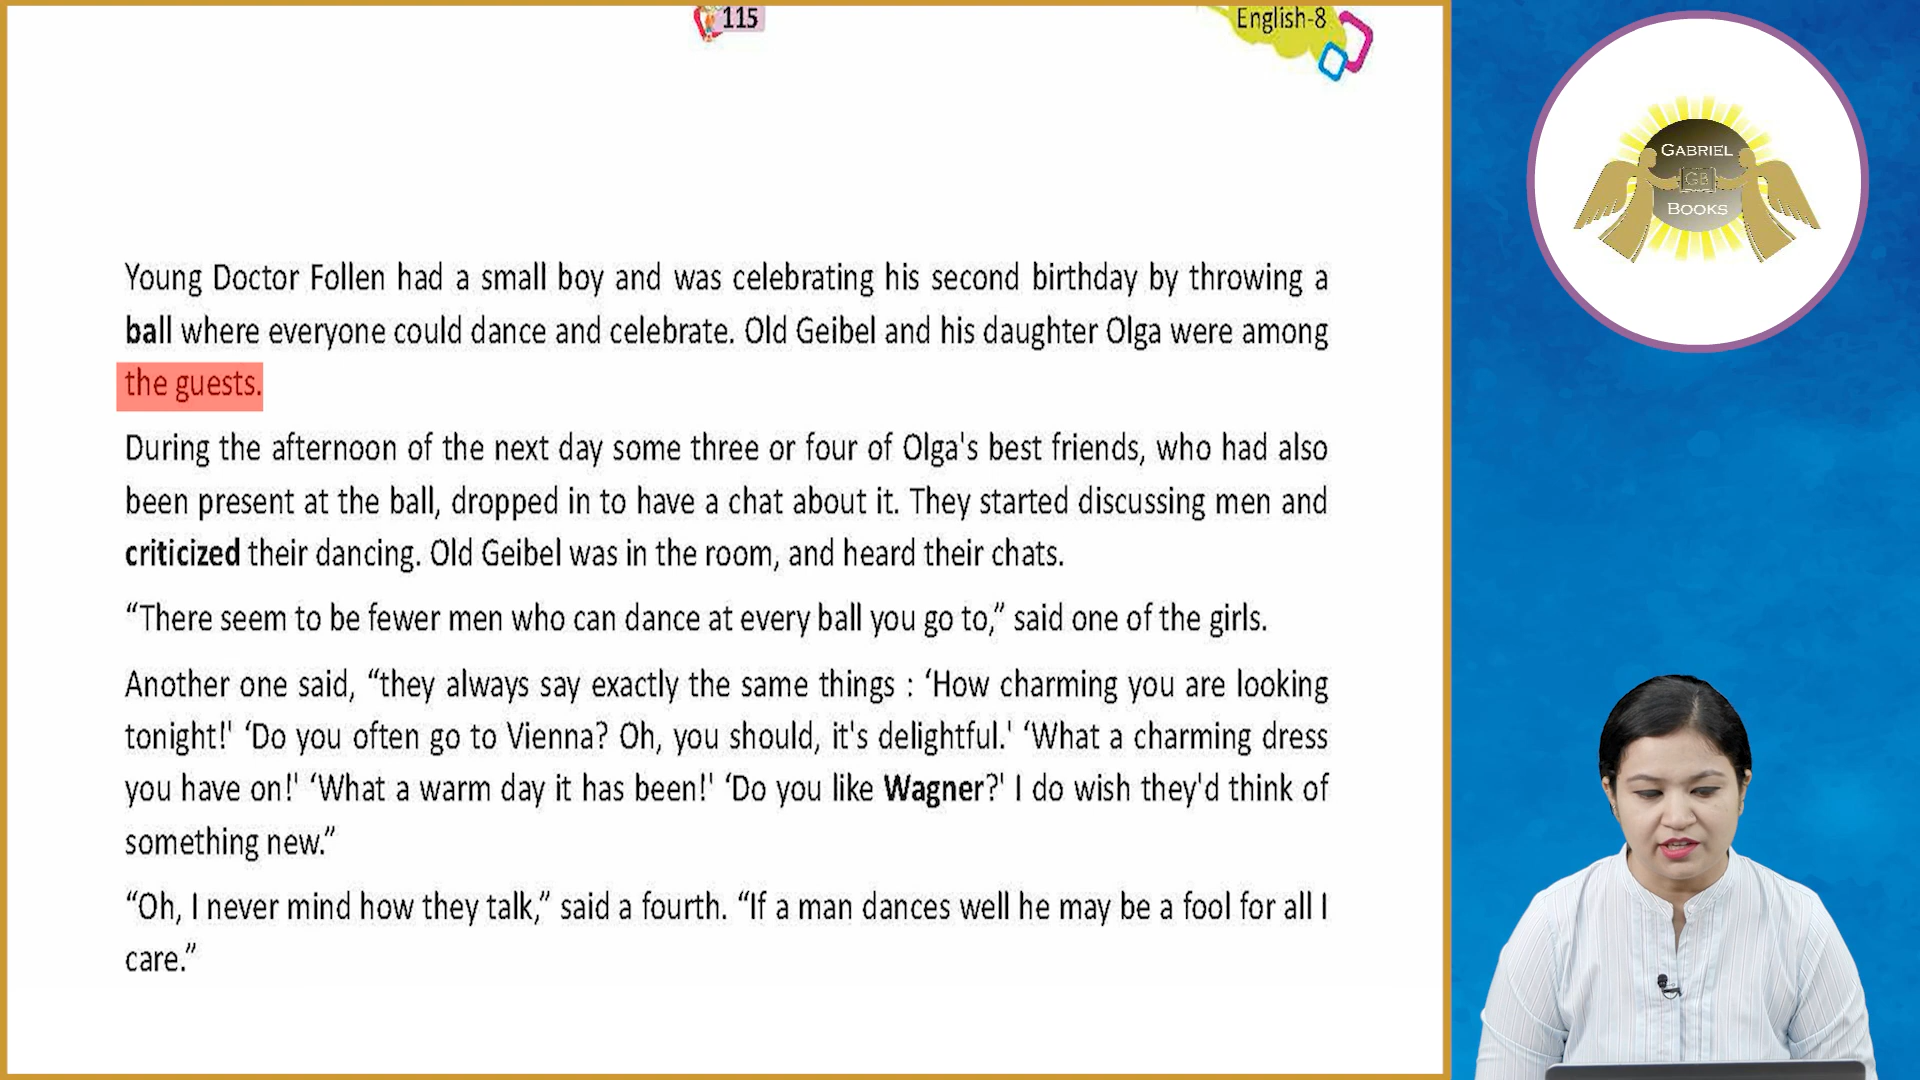 115
English-8
GABRIEL
GB
BOOKS
Young Doctor Follen had a small boy and was celebrating his second birthday by throwing a
ball where everyone could dance and celebrate. Old Geibel and his daughter Olga were among
the guests.
During the afternoon of the next day some three or four of Olga's best friends, who had also
been present at the ball, dropped in to have a chat about it. They started discussing men and
criticized their dancing. Old Geibel was in the room, and heard their chats.
“There seem to be fewer men who can dance at every ball you go to,” said one of the girls.
Another one said, “they always say exactly the same things : ‘How charming you are looking
tonight!' ‘Do you often go to Vienna? Oh, you should, it's delightful.' ‘What a charming dress
you have on!' ‘What a warm day it has been!' ‘Do you like Wagner?' I do wish they'd think of
something new.”
“Oh, I never mind how they talk,” said a fourth. “If a man dances well he may be a fool for all I
care.”